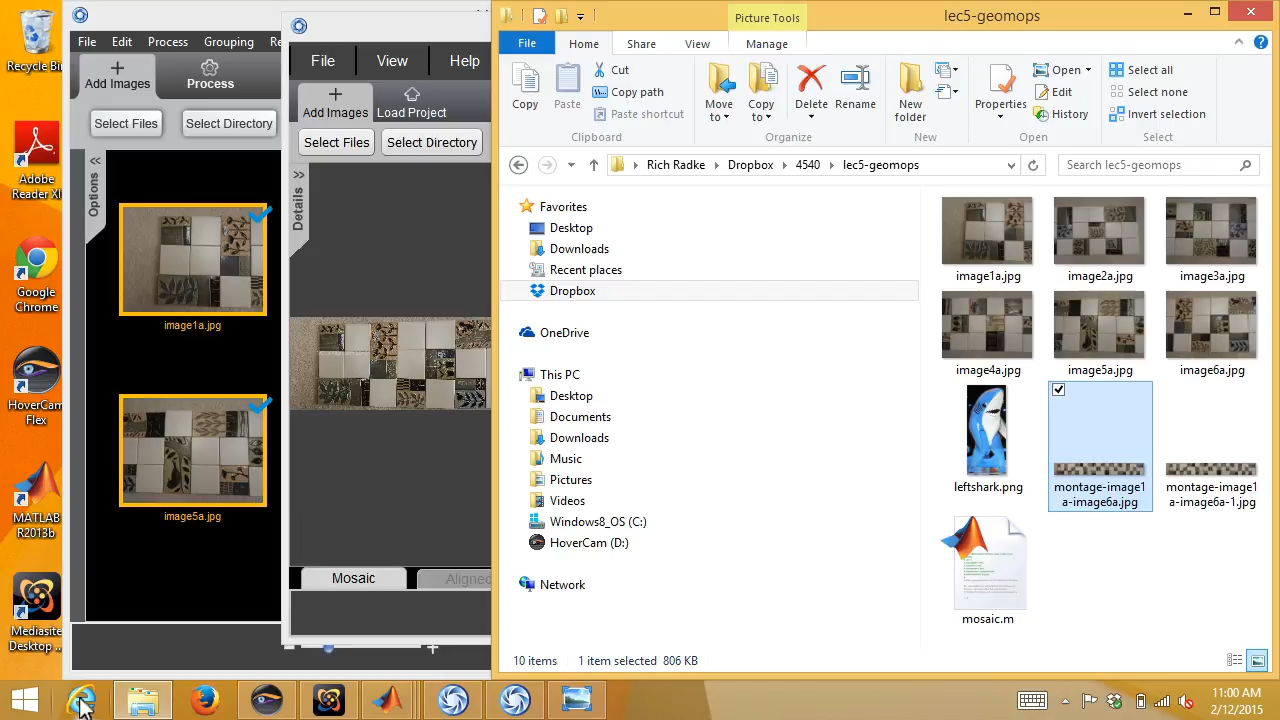 Recycle Bin
Adobe
Reader XI
Google
Chrome
HoverCam
Flex
MATLAB
R2013b
Mediasite
Desktop ...
File Edit Process Grouping
Add Images
Process
Select Files
Select Directory
Options
image1a.jpg
image5a.jpg
File View Help
Add Images
Load Project
Select Files
Select Directory
Details
Mosaic
Aligned
Picture Tools
lec5-geomops
File Home Share View Manage
Copy
Paste
Cut
Copy path
Paste shortcut
Clipboard
Move
to
Copy
to
Delete
Rename
Organize
New
folder
New
Properties
Open
Edit
History
Open
Select all
Select none
Invert selection
Select
Rich Radke
Dropbox
4540
lec5-geomops
Search lec5-geomops
Favorites
Desktop
Downloads
Recent places
Dropbox
OneDrive
This PC
Desktop
Documents
Downloads
Music
Pictures
Videos
Windows8_OS (C:)
HoverCam (D:)
Network
image1a.jpg
image2a.jpg
image3a.jpg
image4a.jpg
image5a.jpg
image6a.jpg
leftshark.png
montage-image1
a-image6a.jpg
montage-image1
a-image6a-1.jpg
mosaic.m
10 items
1 item selected 806 KB
11:00 AM
2/12/2015